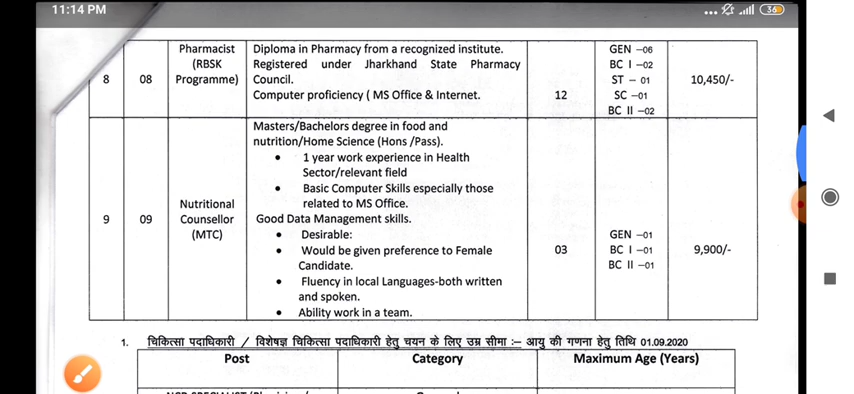 11:14 PM
... 36
8
08
Pharmacist
(RBSK
Programme)
Diploma in Pharmacy from a recognized institute.
Registered under Jharkhand State Pharmacy
Council.
Computer proficiency ( MS Office & Internet.
12
GEN –06
BC I –02
ST – 01
SC –01
BC II –02
10,450/-
9
09
Nutritional
Counsellor
(MTC)
Masters/Bachelors degree in food and
nutrition/Home Science (Hons /Pass).
• 1 year work experience in Health
Sector/relevant field
• Basic Computer Skills especially those
related to MS Office.
Good Data Management skills.
• Desirable:
• Would be given preference to Female
Candidate.
• Fluency in local Languages-both written
and spoken.
• Ability work in a team.
03
GEN –01
BC I –01
BC II –01
9,900/-
1. चिकित्सा पदाधिकारी / विशेषज्ञ चिकित्सा पदाधिकारी हेतु चयन के लिए उम्र सीमा :– आयु की गणना हेतु तिथि 01.09.2020
Post
Category
Maximum Age (Years)